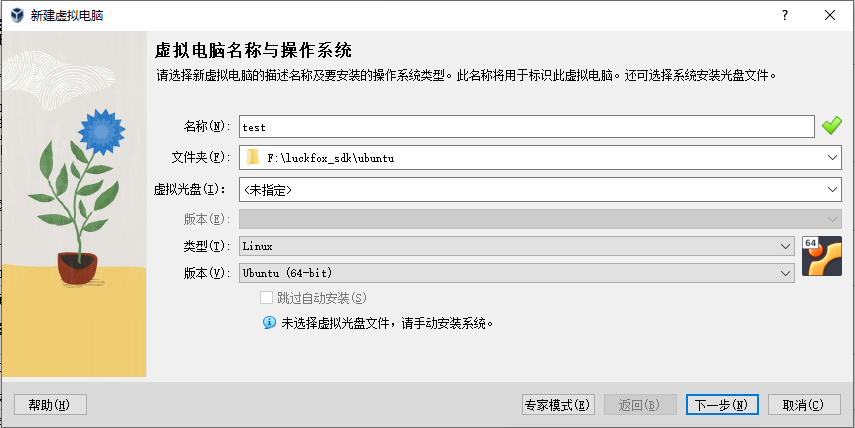 新建虚拟电脑
?
虚拟电脑名称与操作系统
请选择新虚拟电脑的描述名称及要安装的操作系统类型。此名称将用于标识此虚拟电脑。还可选择系统安装光盘文件。
名称(N): test
文件夹(F): F:\luckfox_sdk\ubuntu
虚拟光盘(I): <未指定>
版本(E):
类型(T): Linux
64
版本(V): Ubuntu (64-bit)
跳过自动安装(S)
未选择虚拟光盘文件，请手动安装系统。
帮助(H) 专家模式(E) 返回(B) 下一步(N) 取消(C)